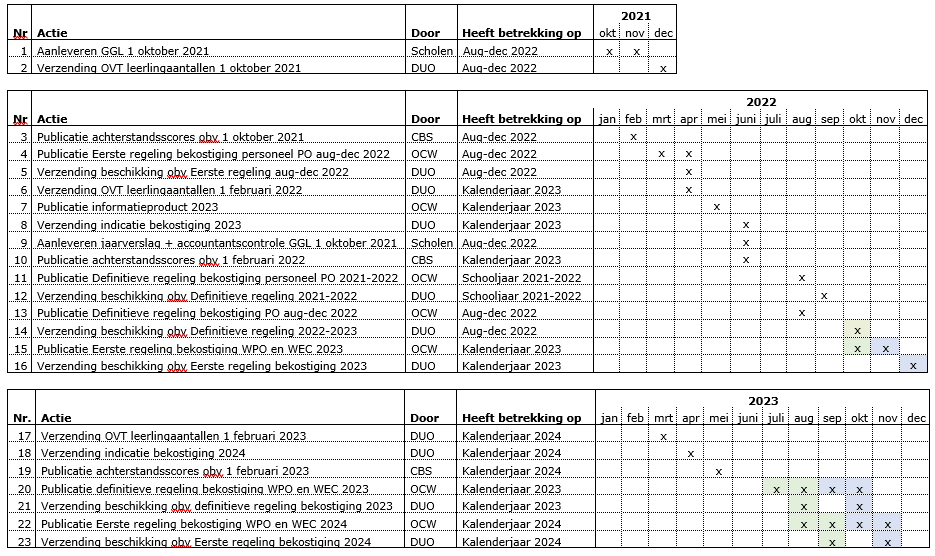 2021
Nr Actie Door Heeft betrekking op okt nov dec
1 Aanleveren GGL 1 oktober 2021 Scholen Aug-dec 2022 x x
2 Verzending OVT leerlingaantallen 1 oktober 2021 DUO Aug-dec 2022 x
2022
Nr Actie Door Heeft betrekking op jan feb mrt apr mei juni juli aug sep okt nov dec
3 Publicatie achterstandsscores obv 1 oktober 2021 CBS Aug-dec 2022 x
4 Publicatie Eerste regeling bekostiging personeel PO aug-dec 2022 OCW Aug-dec 2022 x x
5 Verzending beschikking obv Eerste regeling aug-dec 2022 DUO Aug-dec 2022 x
6 Verzending OVT leerlingaantallen 1 februari 2022 DUO Kalenderjaar 2023 x
7 Publicatie informatieproduct 2023 OCW Kalenderjaar 2023 x
8 Verzending indicatie bekostiging 2023 DUO Kalenderjaar 2023 x
9 Aanleveren jaarverslag + accountantscontrole GGL 1 oktober 2021 Scholen Aug-dec 2022 x
10 Publicatie achterstandsscores obv 1 februari 2022 CBS Kalenderjaar 2023 x
11 Publicatie Definitieve regeling bekostiging personeel PO 2021-2022 OCW Schooljaar 2021-2022 x
12 Verzending beschikking obv Definitieve regeling 2021-2022 DUO Schooljaar 2021-2022 x
13 Publicatie Definitieve regeling bekostiging PO aug-dec 2022 OCW Aug-dec 2022 x
14 Verzending beschikking obv Definitieve regeling 2022-2023 DUO Aug-dec 2022 x
15 Publicatie Eerste regeling bekostiging WPO en WEC 2023 OCW Kalenderjaar 2023 x x
16 Verzending beschikking obv Eerste regeling bekostiging 2023 DUO Kalenderjaar 2023 x
2023
Nr. Actie Door Heeft betrekking op jan feb mrt apr mei juni juli aug sep okt nov dec
17 Verzending OVT leerlingaantallen 1 februari 2023 DUO Kalenderjaar 2024 x
18 Verzending indicatie bekostiging 2024 DUO Kalenderjaar 2024 x
19 Publicatie achterstandsscores obv 1 februari 2023 CBS Kalenderjaar 2024 x
20 Publicatie definitieve regeling bekostiging WPO en WEC 2023 OCW Kalenderjaar 2023 x x x x
21 Verzending beschikking obv definitieve regeling bekostiging 2023 DUO Kalenderjaar 2023 x x
22 Publicatie Eerste regeling bekostiging WPO en WEC 2024 OCW Kalenderjaar 2024 x x x x
23 Verzending beschikking obv Eerste regeling bekostiging 2024 DUO Kalenderjaar 2024 x x